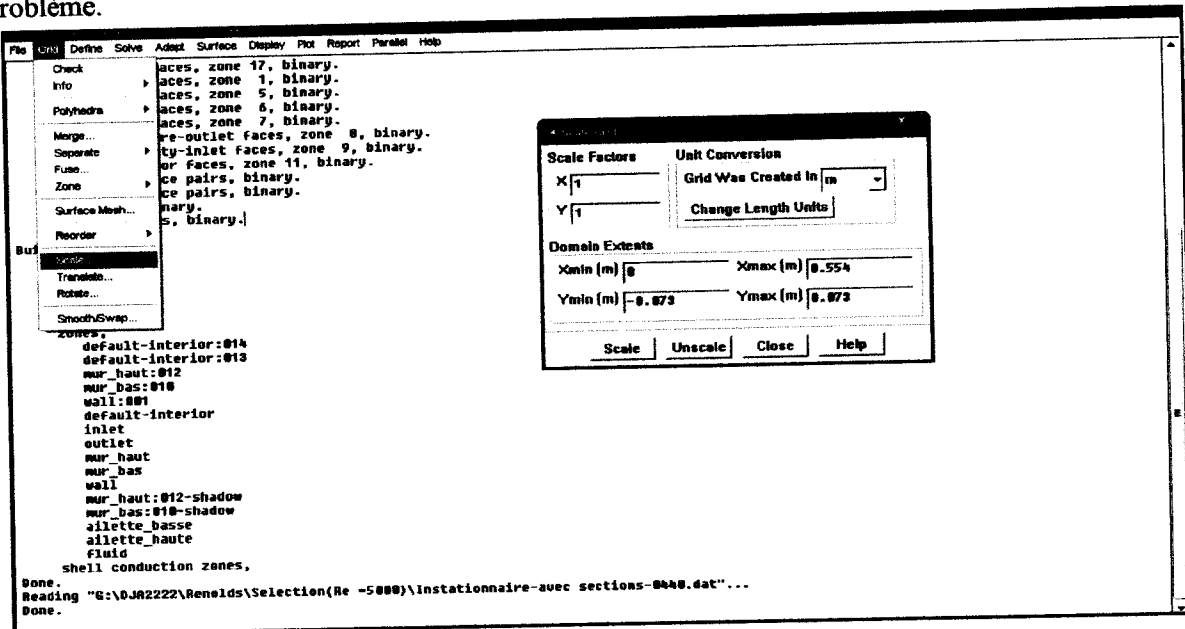 roblème.
File Grid Define Solve Adapt Surface Display Plot Report Parallel Help
Check
Info
Polyhedra
Merge...
Separate
Fuse...
Zone
Surface Mesh...
Reorder
Scale...
Translate...
Rotate...
Smooth/Swap...
aces, zone 17, binary.
aces, zone 1, binary.
aces, zone 5, binary.
aces, zone 6, binary.
aces, zone 7, binary.
re-outlet faces, zone 8, binary.
ty-inlet faces, zone 9, binary.
or faces, zone 11, binary.
ce pairs, binary.
ce pairs, binary.
nary.
s, binary.
Bui
zones,
default-interior:014
default-interior:013
mur_haut:012
mur_bas:010
wall:001
default-interior
inlet
outlet
mur_haut
mur_bas
wall
mur_haut:012-shadow
mur_bas:010-shadow
ailette_basse
ailette_haute
fluid
shell conduction zones,
Done.
Reading "G:\DJA2222\Renolds\Selection(Re =5000)\Instationnaire-avec sections-0440.dat"...
Done.
Scale Factors
X 1
Y 1
Unit Conversion
Grid Was Created In m
Change Length Units
Domain Extents
Xmin (m) 0
Xmax (m) 0.554
Ymin (m) -0.073
Ymax (m) 0.073
Scale Unscale Close Help